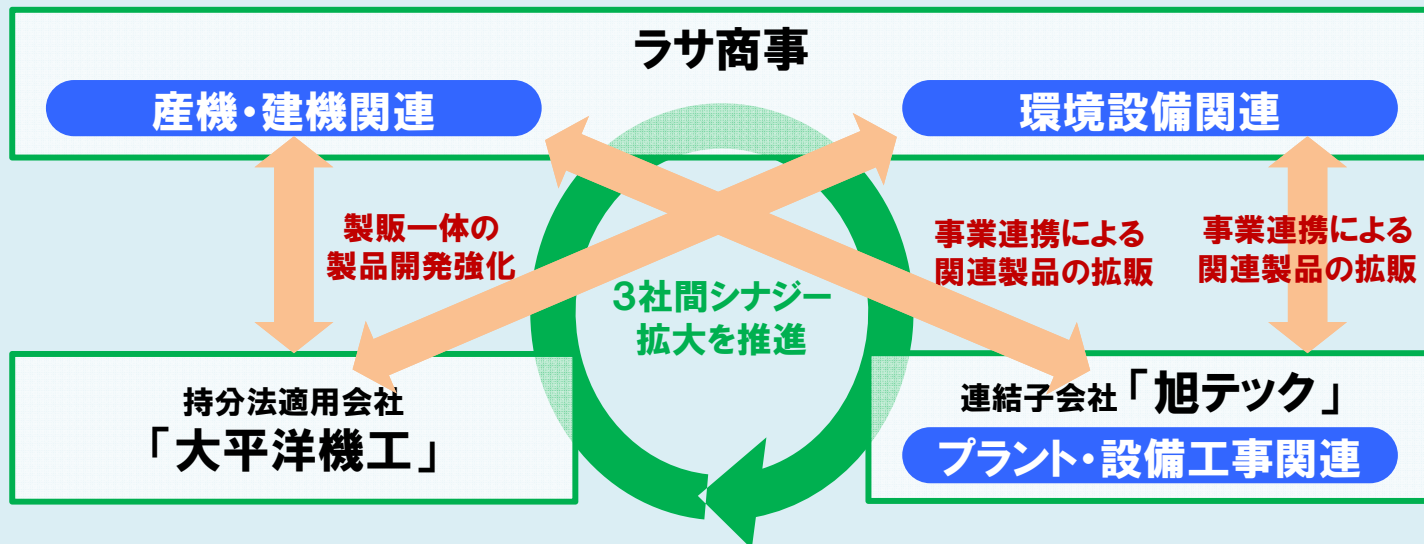 ラサ商事
産機・建機関連
環境設備関連
製販一体の
製品開発強化
事業連携による
関連製品の拡販
事業連携による
関連製品の拡販
3社間シナジー
拡大を推進
持分法適用会社
「大平洋機工」
連結子会社「旭テック」
プラント・設備工事関連